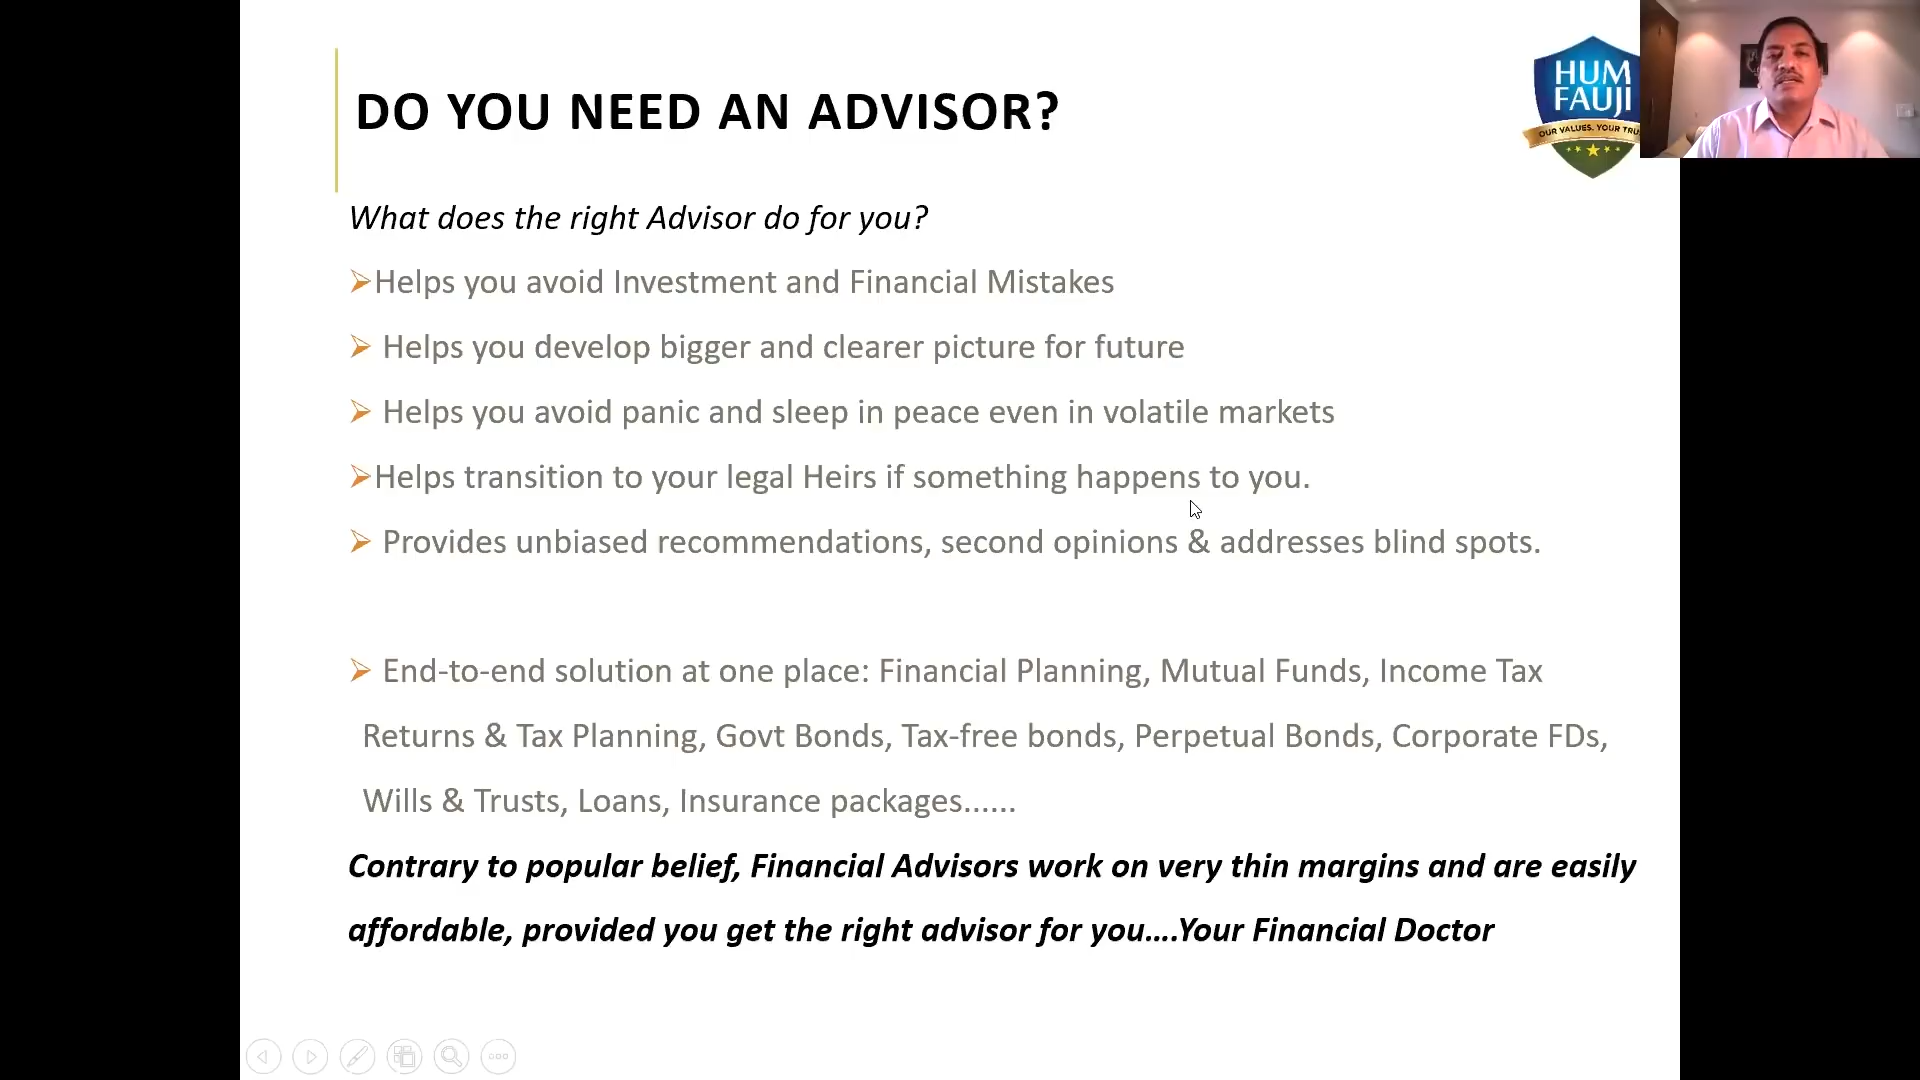 DO YOU NEED AN ADVISOR?
HUM
FAUJI
OUR VALUES. YOUR
What does the right Advisor do for you?
➢Helps you avoid Investment and Financial Mistakes
➢ Helps you develop bigger and clearer picture for future
➢ Helps you avoid panic and sleep in peace even in volatile markets
➢Helps transition to your legal Heirs if something happens to you.
➢ Provides unbiased recommendations, second opinions & addresses blind spots.
➢ End-to-end solution at one place: Financial Planning, Mutual Funds, Income Tax
Returns & Tax Planning, Govt Bonds, Tax-free bonds, Perpetual Bonds, Corporate FDs,
Wills & Trusts, Loans, Insurance packages......
Contrary to popular belief, Financial Advisors work on very thin margins and are easily
affordable, provided you get the right advisor for you....Your Financial Doctor